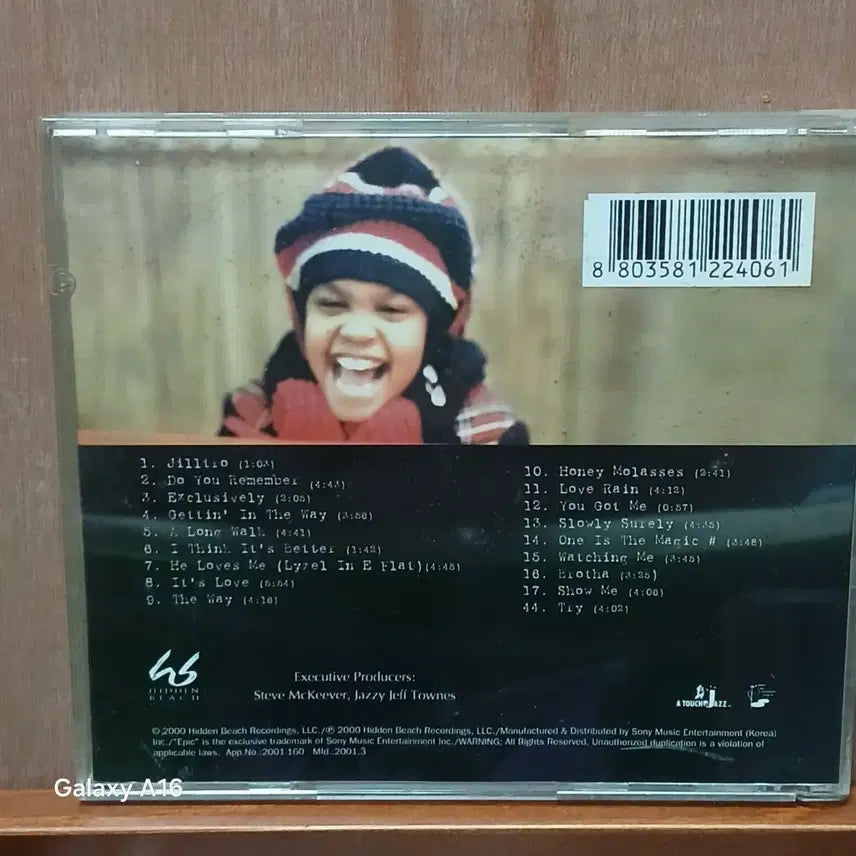 8 803581 224061
1. Jilltro (1:03)
2. Do You Remember (4:43)
3. Exclusively (2:05)
4. Gettin' In The Way (3:56)
5. A Long Walk (4:41)
6. I Think It's Better (1:42)
7. He Loves Me (Lyzel In E Flat)(4:45)
8. It's Love (5:54)
9. The Way (4:16)
10. Honey Molasses (2:41)
11. Love Rain (4:12)
12. You Got Me (0:57)
13. Slowly Surely (4:35)
14. One Is The Magic # (3:48)
15. Watching Me (3:45)
16. Brotha (3:25)
17. Show Me (4:06)
44. Try (4:02)
HIDDEN
BEACH
Executive Producers:
Steve McKeever, Jazzy Jeff Townes
A TOUCH JAZZ
© 2000 Hidden Beach Recordings, LLC./℗ 2000 Hidden Beach Recordings, LLC./Manufactured & Distributed by Sony Music Entertainment (Korea)
Inc./"Epic" is the exclusive trademark of Sony Music Entertainment Inc./WARNING: All Rights Reserved. Unauthorized duplication is a violation of
applicable laws. App.No.:2001.160 Mfd.:2001.3
Galaxy A16